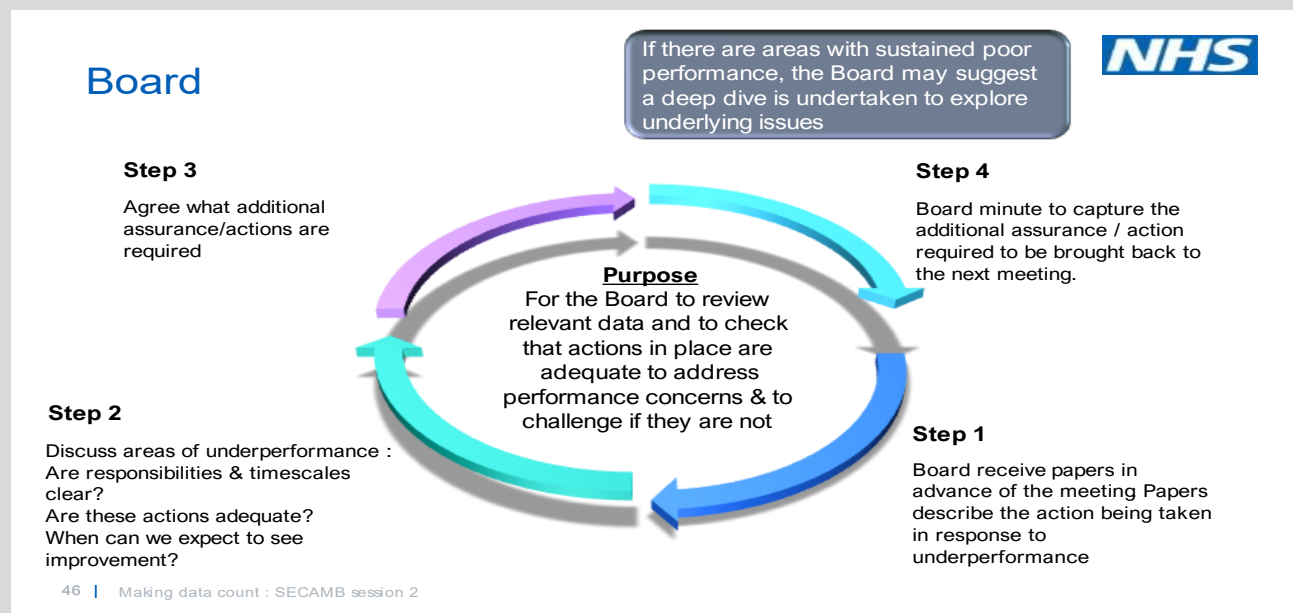 Board
If there are areas with sustained poor
performance, the Board may suggest
a deep dive is undertaken to explore
underlying issues
NHS
Step 3
Agree what additional
assurance/actions are
required
Step 4
Board minute to capture the
additional assurance / action
required to be brought back to
the next meeting.
Purpose
For the Board to review
relevant data and to check
that actions in place are
adequate to address
performance concerns & to
challenge if they are not
Step 2
Discuss areas of underperformance :
Are responsibilities & timescales
clear?
Are these actions adequate?
When can we expect to see
improvement?
Step 1
Board receive papers in
advance of the meeting Papers
describe the action being taken
in response to
underperformance
46 | Making data count : SECAMB session 2